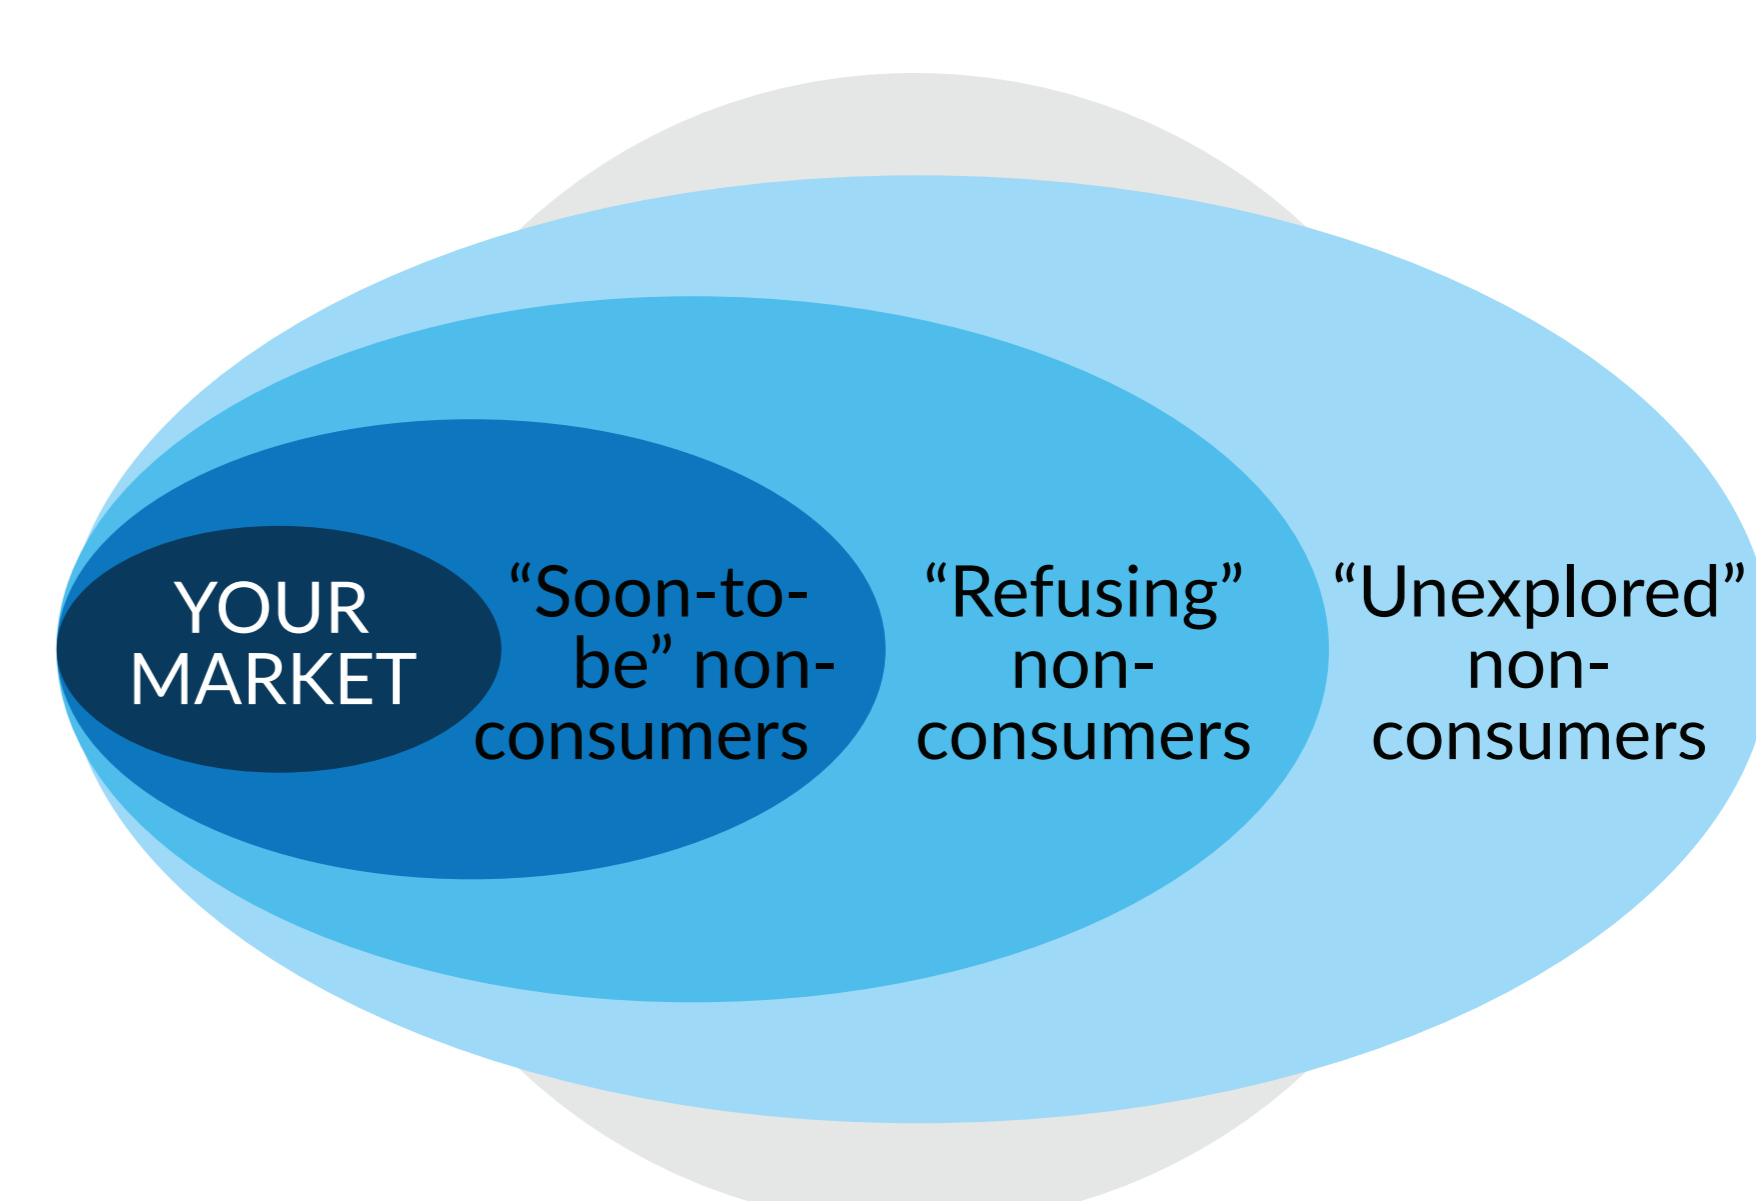 YOUR
MARKET
“Soon-to-
be” non-
consumers
“Refusing”
non-
consumers
“Unexplored”
non-
consumers